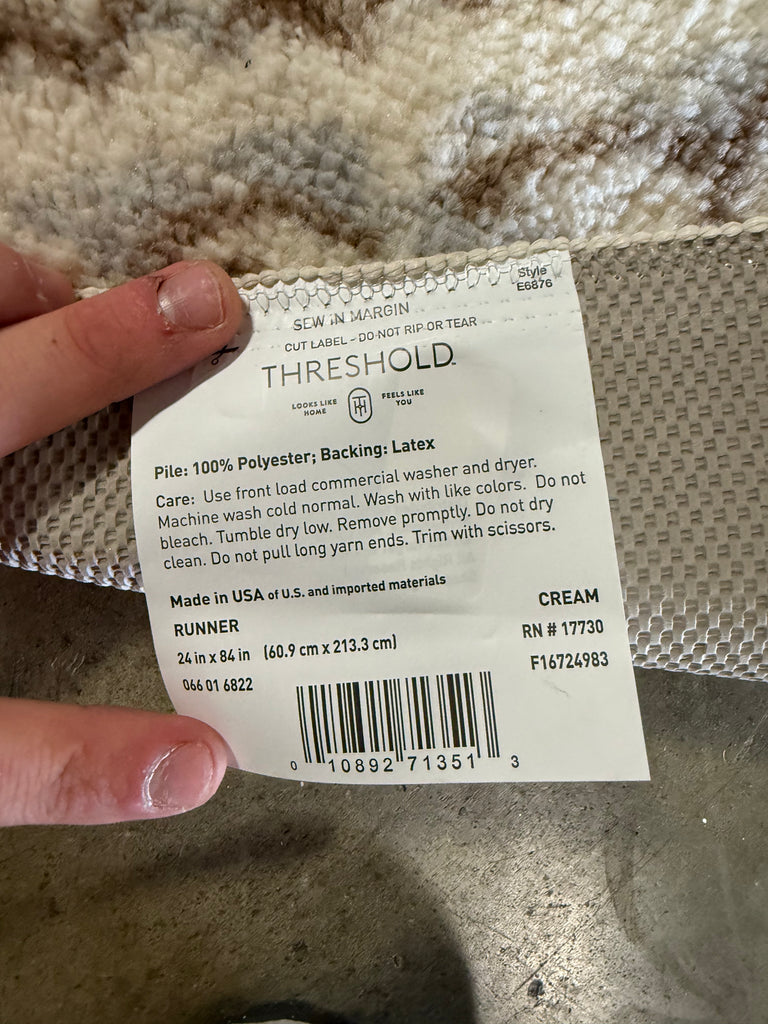 Style
E6876
SEW IN MARGIN
CUT LABEL - DO NOT RIP OR TEAR
THRESHOLD™
LOOKS LIKE
HOME
TH
FEELS LIKE
YOU
Pile: 100% Polyester; Backing: Latex
Care: Use front load commercial washer and dryer.
Machine wash cold normal. Wash with like colors. Do not
bleach. Tumble dry low. Remove promptly. Do not dry
clean. Do not pull long yarn ends. Trim with scissors.
Made in USA of U.S. and imported materials
RUNNER
24 in x 84 in (60.9 cm x 213.3 cm)
066 01 6822
CREAM
RN # 17730
F16724983
0 10892 71351 3